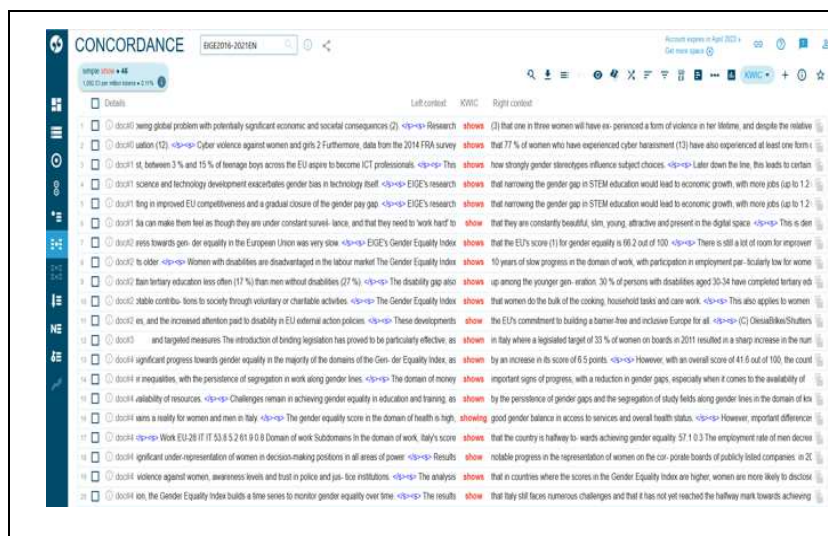 CONCORDANCE EIGE2016-2021EN
Account expires in April 2023
Get more space
simple show • 46
KWIC
Details Left context KWIC Right context
1 doc#0 being global problem with potentially significant economic and societal consequences (2). </s><s> Research shows (3) that one in three women will have ex- perenced a form of violence in her lifetime, and despite the relative
2 doc#0 uation (12). </s><s> Cyber violence against women and girls 2 Furthermore, data from the 2014 FRA survey shows that 77 % of women who have experienced cyber harassment (13) have also experienced at least one form
3 doc#1 st, between 3 % and 15 % of teenage boys across the EU aspire to become ICT professionals. </s><s> This shows how strongly gender stereotypes influence subject choices. </s><s> Later down the line, this leads to certain
4 doc#1 science and technology development exacerbates gender bias in technology itself. </s><s> EIGE's research shows that narrowing the gender gap in STEM education would lead to economic growth, with more jobs (up to 1.2
5 doc#1 ting in improved EU competitiveness and a gradual closure of the gender pay gap. </s><s> EIGE's research shows that narrowing the gender gap in STEM education would lead to economic growth, with more jobs (up to 1.2
6 doc#1 dia can make them feel as though they are under constant surveil- lance, and that they need to 'work hard' to show that they are constantly beautiful, slim, young, attractive and present in the digital space. </s><s> This is
7 doc#2 ress towards gen- der equality in the European Union was very slow. </s><s> EIGE's Gender Equality Index shows that the EU's score (1) for gender equality is 66.2 out of 100. </s><s> There is still a lot of room for improvem
8 doc#2 ts older. </s><s> Women with disabilities are disadvantaged in the labour market The Gender Equality Index shows 10 years of slow progress in the domain of work, with participation in employment par- ticularly low for wome
9 doc#2 ttain tertiary education less often (17 %) than men without disabilities (27 %). </s><s> The disability gap also shows up among the younger gen- eration: 30 % of persons with disabilities aged 30-34 have completed tertiary
10 doc#2 stable contribu- tions to society through voluntary or charitable activities. </s><s> The Gender Equality Index shows that women do the bulk of the cooking, household tasks and care work. </s><s> This also applies to women
11 doc#2 es, and the increased attention paid to disability in EU external action policies. </s><s> These developments show the EU's commitment to building a barrier-free and inclusive Europe for all. </s><s> (C) OlesiaBilkei/Shutters
12 doc#3 and targeted measures The introduction of binding legislation has proved to be particularly effective, as shown in Italy where a legislated target of 33 % of women on boards in 2011 resulted in a sharp increase in the num
13 doc#4 significant progress towards gender equality in the majority of the domains of the Gen- der Equality Index, as shown by an increase in its score of 6.5 points. </s><s> However, with an overall score of 41.6 out of 100, the count
14 doc#4 r inequalities, with the persistence of segregation in work along gender lines. </s><s> The domain of money shows important signs of progress, with a reduction in gender gaps, especially when it comes to the availability of
15 doc#4 availability of resources. </s><s> Challenges remain in achieving gender equality in education and training, as shown by the persistence of gender gaps and the segregation of study fields along gender lines in the domain of
16 doc#4 ains a reality for women and men in Italy. </s><s> The gender equality score in the domain of health is high, showing good gender balance in access to services and overall health status. </s><s> However, important differences
17 doc#4 </s><s> Work EU-28 IT IT 53.8 5.2 61.9 0.8 Domain of work Subdomains In the domain of work, Italy's score shows that the country is halfway to- wards achieving gender equality. 57.1 0.3 The employment rate of men decrea
18 doc#4 ignificant under-representation of women in decision-making positions in all areas of power. </s><s> Results show notable progress in the representation of women on the cor- porate boards of publicly listed companies: in
19 doc#4 violence against women, awareness levels and trust in police and jus- tice institutions. </s><s> The analysis shows that in countries where the scores in the Gender Equality Index are higher, women are more likely to disclose
20 doc#4 ion, the Gender Equality Index builds a time series to monitor gender equality over time. </s><s> The results show that Italy still faces numerous challenges and that it has not yet reached the halfway mark towards achieving